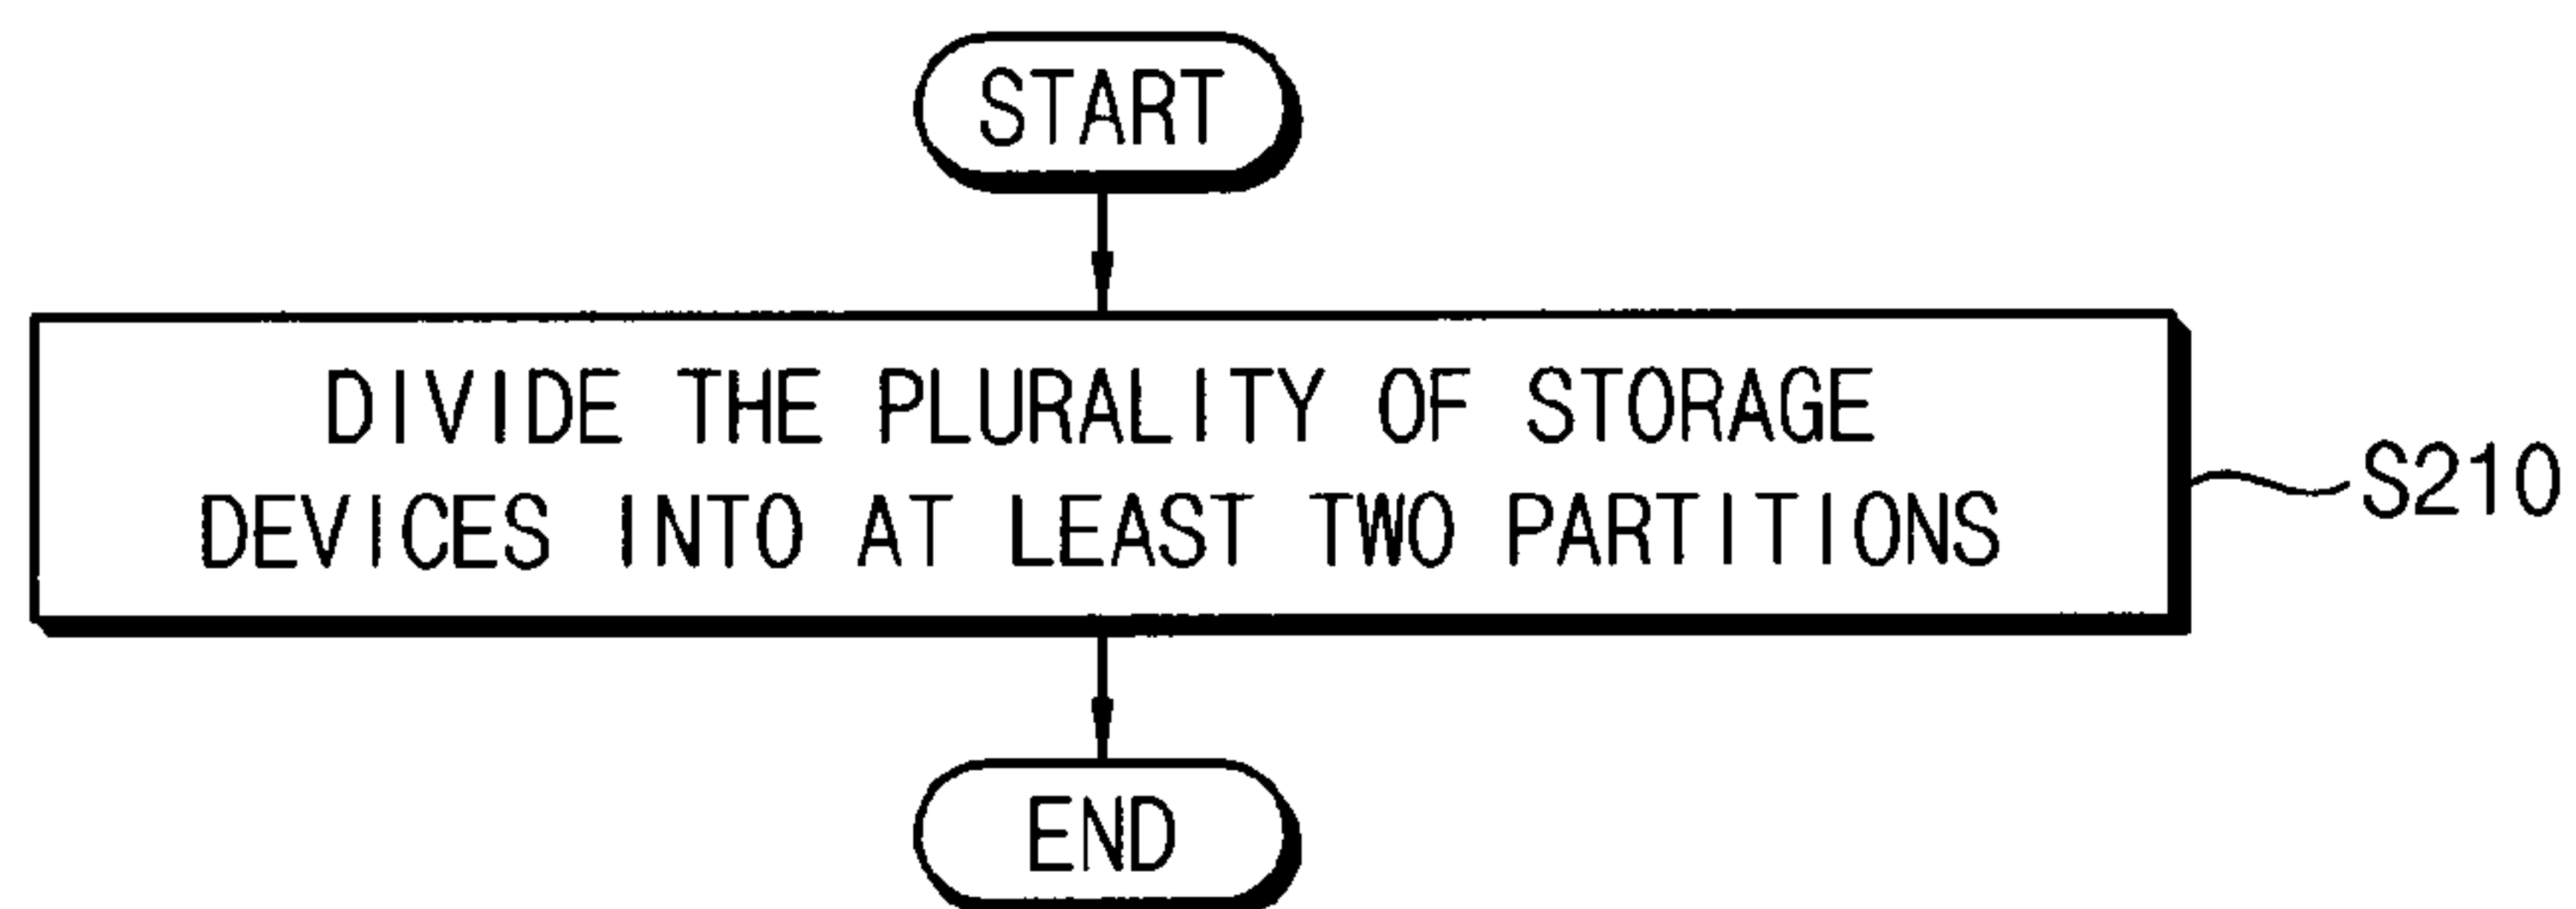 START
DIVIDE THE PLURALITY OF STORAGE
DEVICES INTO AT LEAST TWO PARTITIONS
S210
END